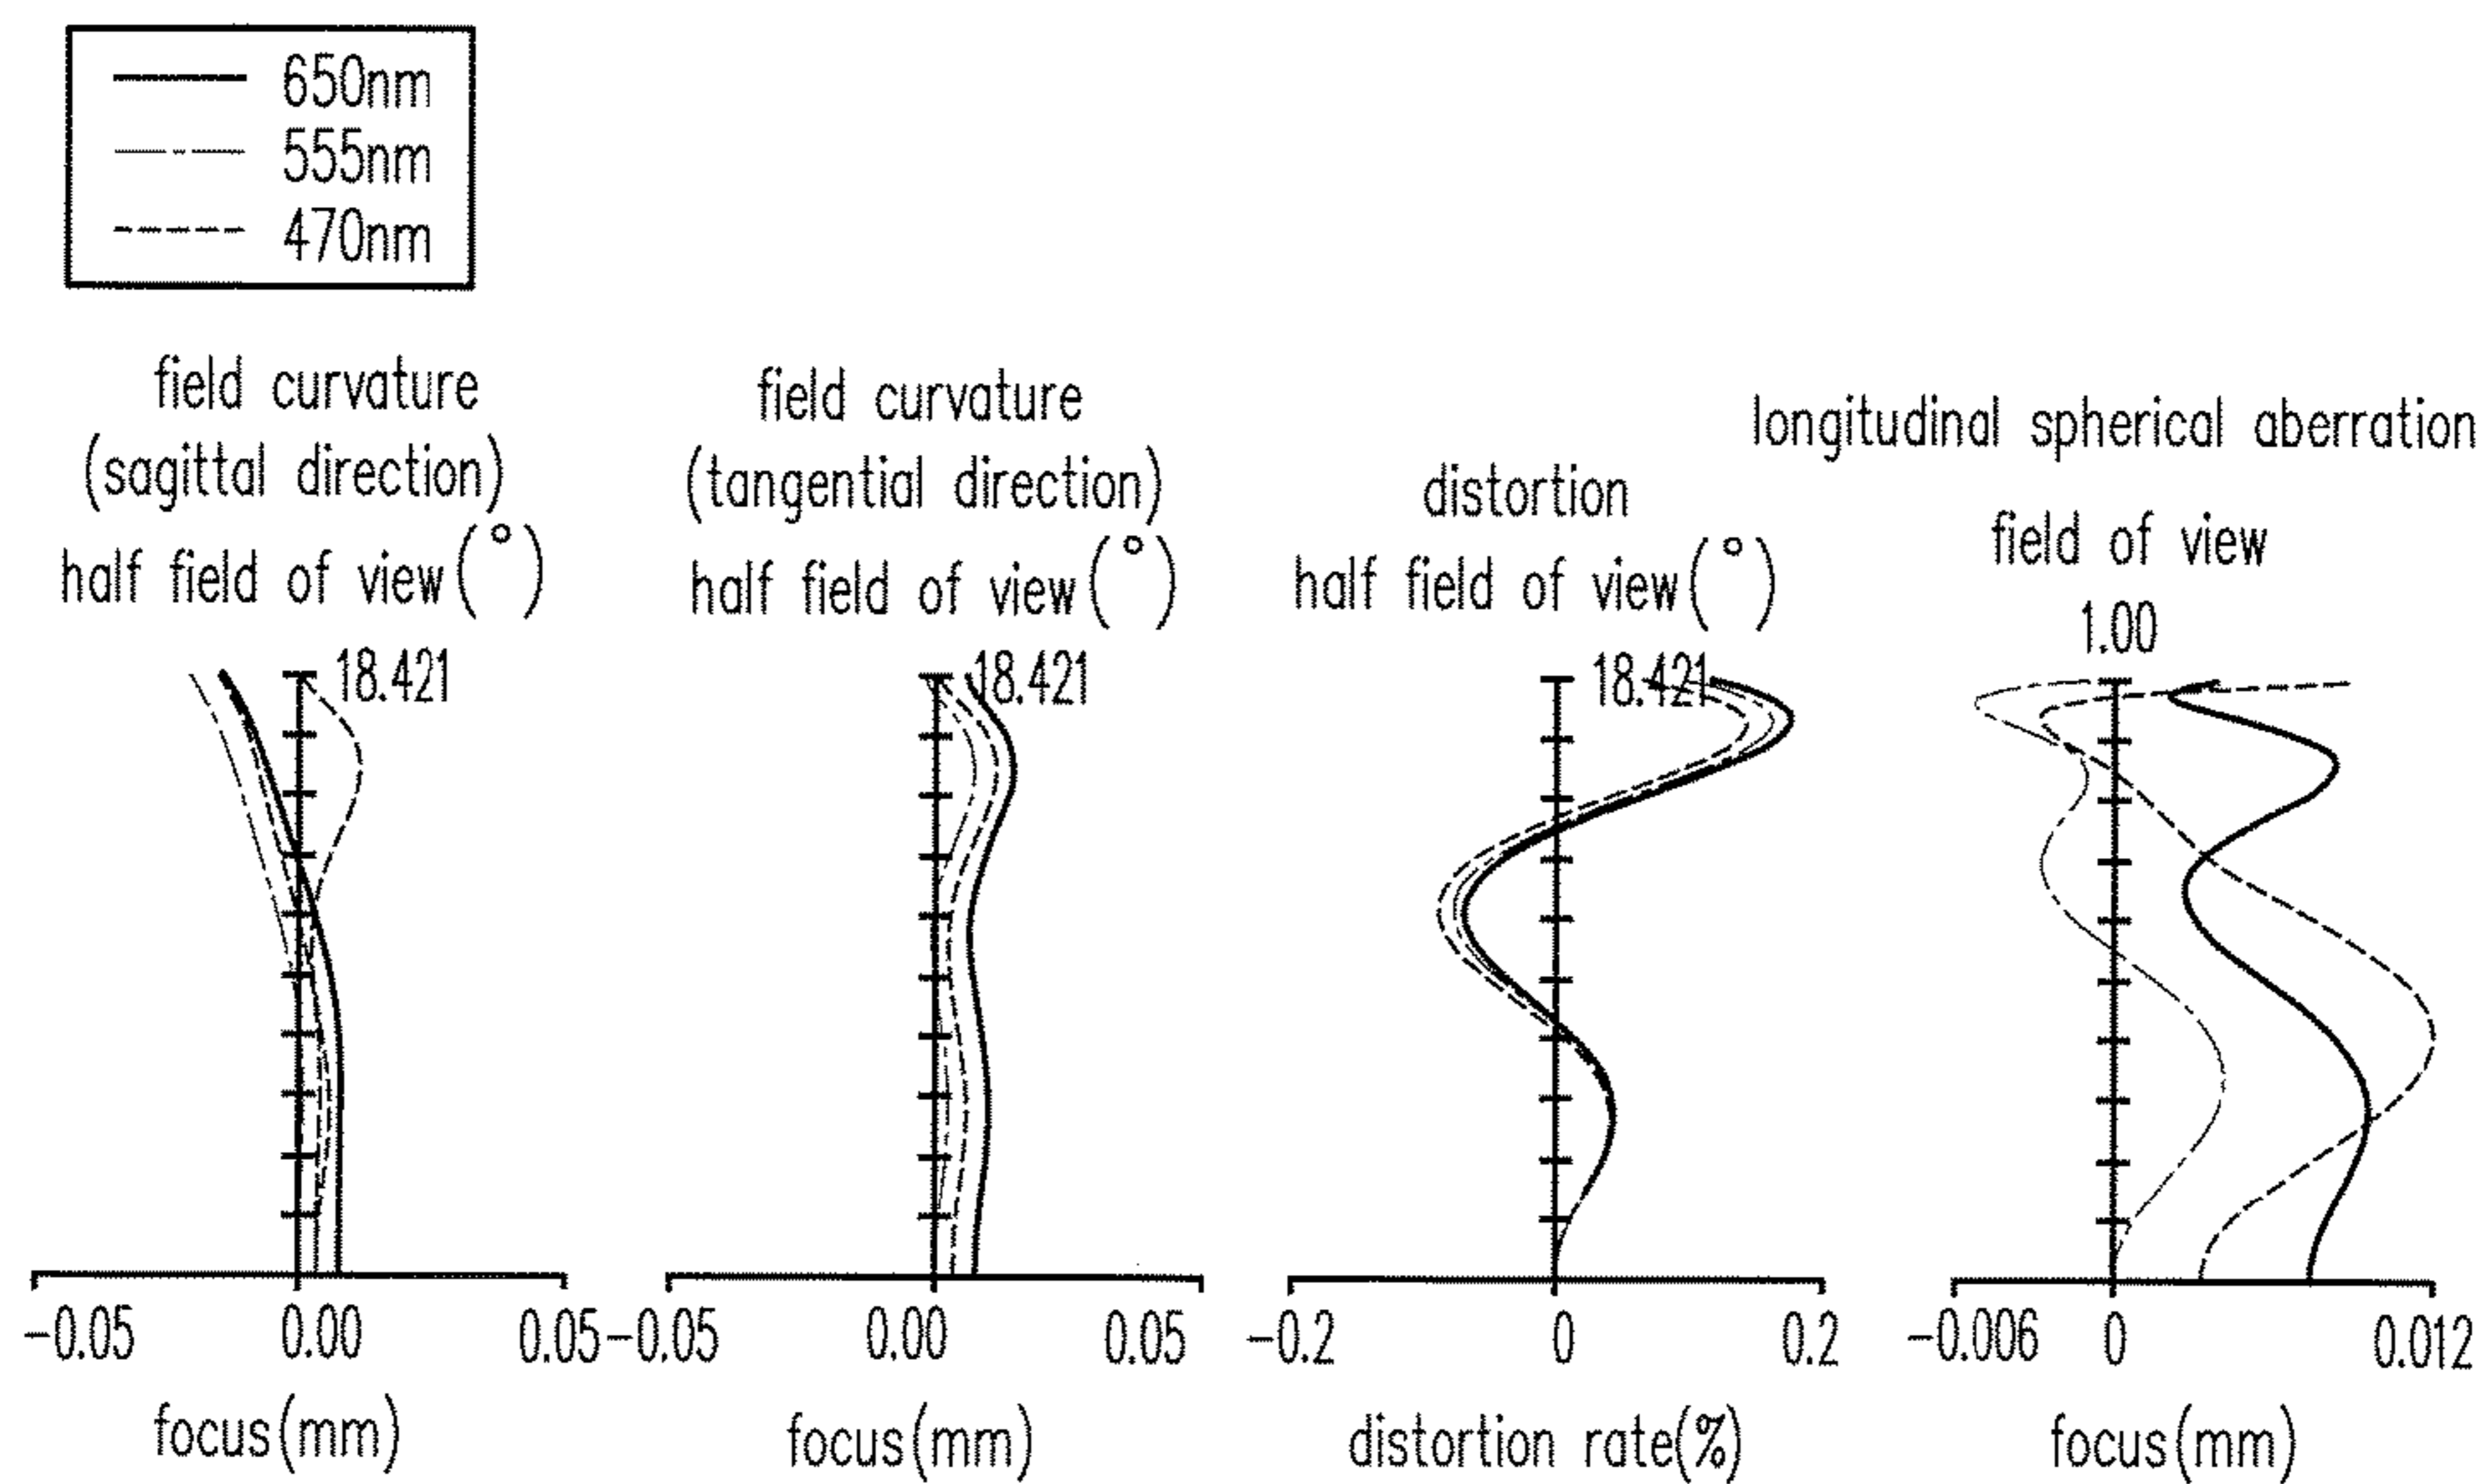 650nm
555nm
470nm
field curvature
(sagittal direction)
half field of view(°)
18.421
-0.05 0.00 0.05
focus(mm)
field curvature
(tangential direction)
half field of view(°)
18.421
-0.05 0.00 0.05
focus(mm)
distortion
half field of view(°)
18.421
-0.2 0 0.2
distortion rate(%)
longitudinal spherical aberration
field of view
1.00
-0.006 0 0.012
focus(mm)